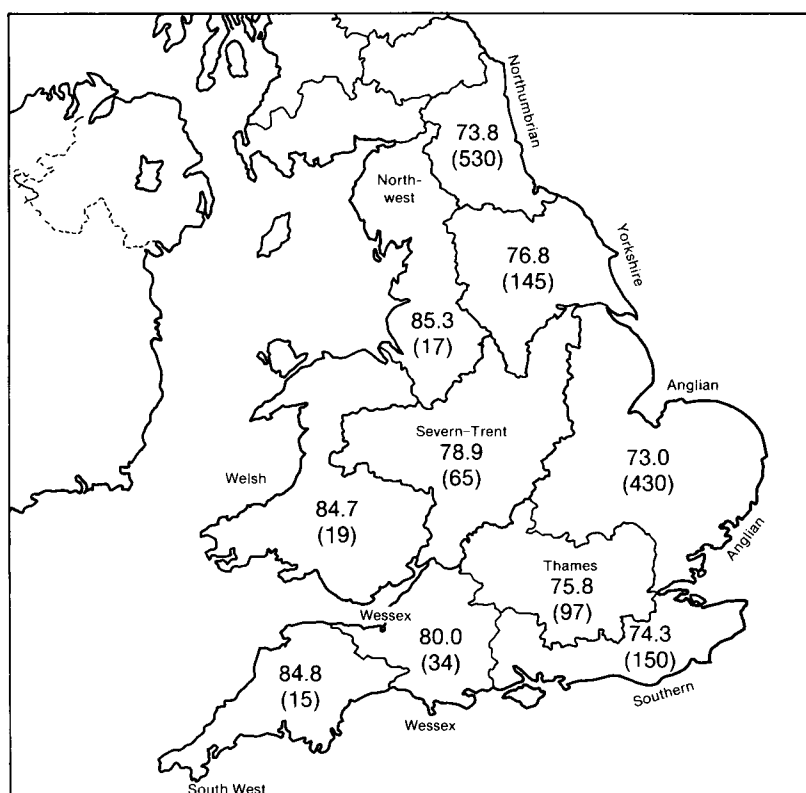 Northumbrian
73.8
(530)
North-
west
76.8
(145)
Yorkshire
85.3
(17)
Anglian
Severn–Trent
78.9
(65)
73.0
(430)
Welsh
84.7
(19)
Anglian
Thames
75.8
(97)
Wessex
80.0
(34)
74.3
(150)
84.8
(15)
Southern
Wessex
South West